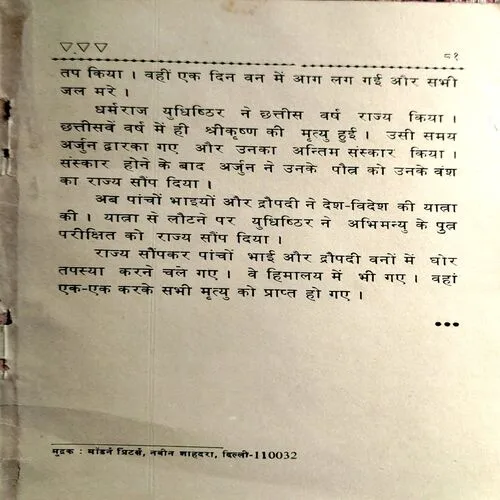 ८१
तप किया । वहीं एक दिन वन में आग लग गई और सभी
जल मरे ।
धर्मराज युधिष्ठिर ने छत्तीस वर्ष राज्य किया ।
छत्तीसवें वर्ष में ही श्रीकृष्ण की मृत्यु हुई । उसी समय
अर्जुन द्वारका गए और उनका अन्तिम संस्कार किया ।
संस्कार होने के बाद अर्जुन ने उनके पौत्र को उनके वंश
का राज्य सौंप दिया ।
अब पांचों भाइयों और द्रौपदी ने देश-विदेश की यात्रा
की । यात्रा से लौटने पर युधिष्ठिर ने अभिमन्यु के पुत्र
परीक्षित को राज्य सौंप दिया ।
राज्य सौंपकर पांचों भाई और द्रौपदी वनों में घोर
तपस्या करने चले गए । वे हिमालय में भी गए । वहां
एक-एक करके सभी मृत्यु को प्राप्त हो गए ।
मुद्रक : मॉडर्न प्रिंटर्स, नवीन शाहदरा, दिल्ली-110032